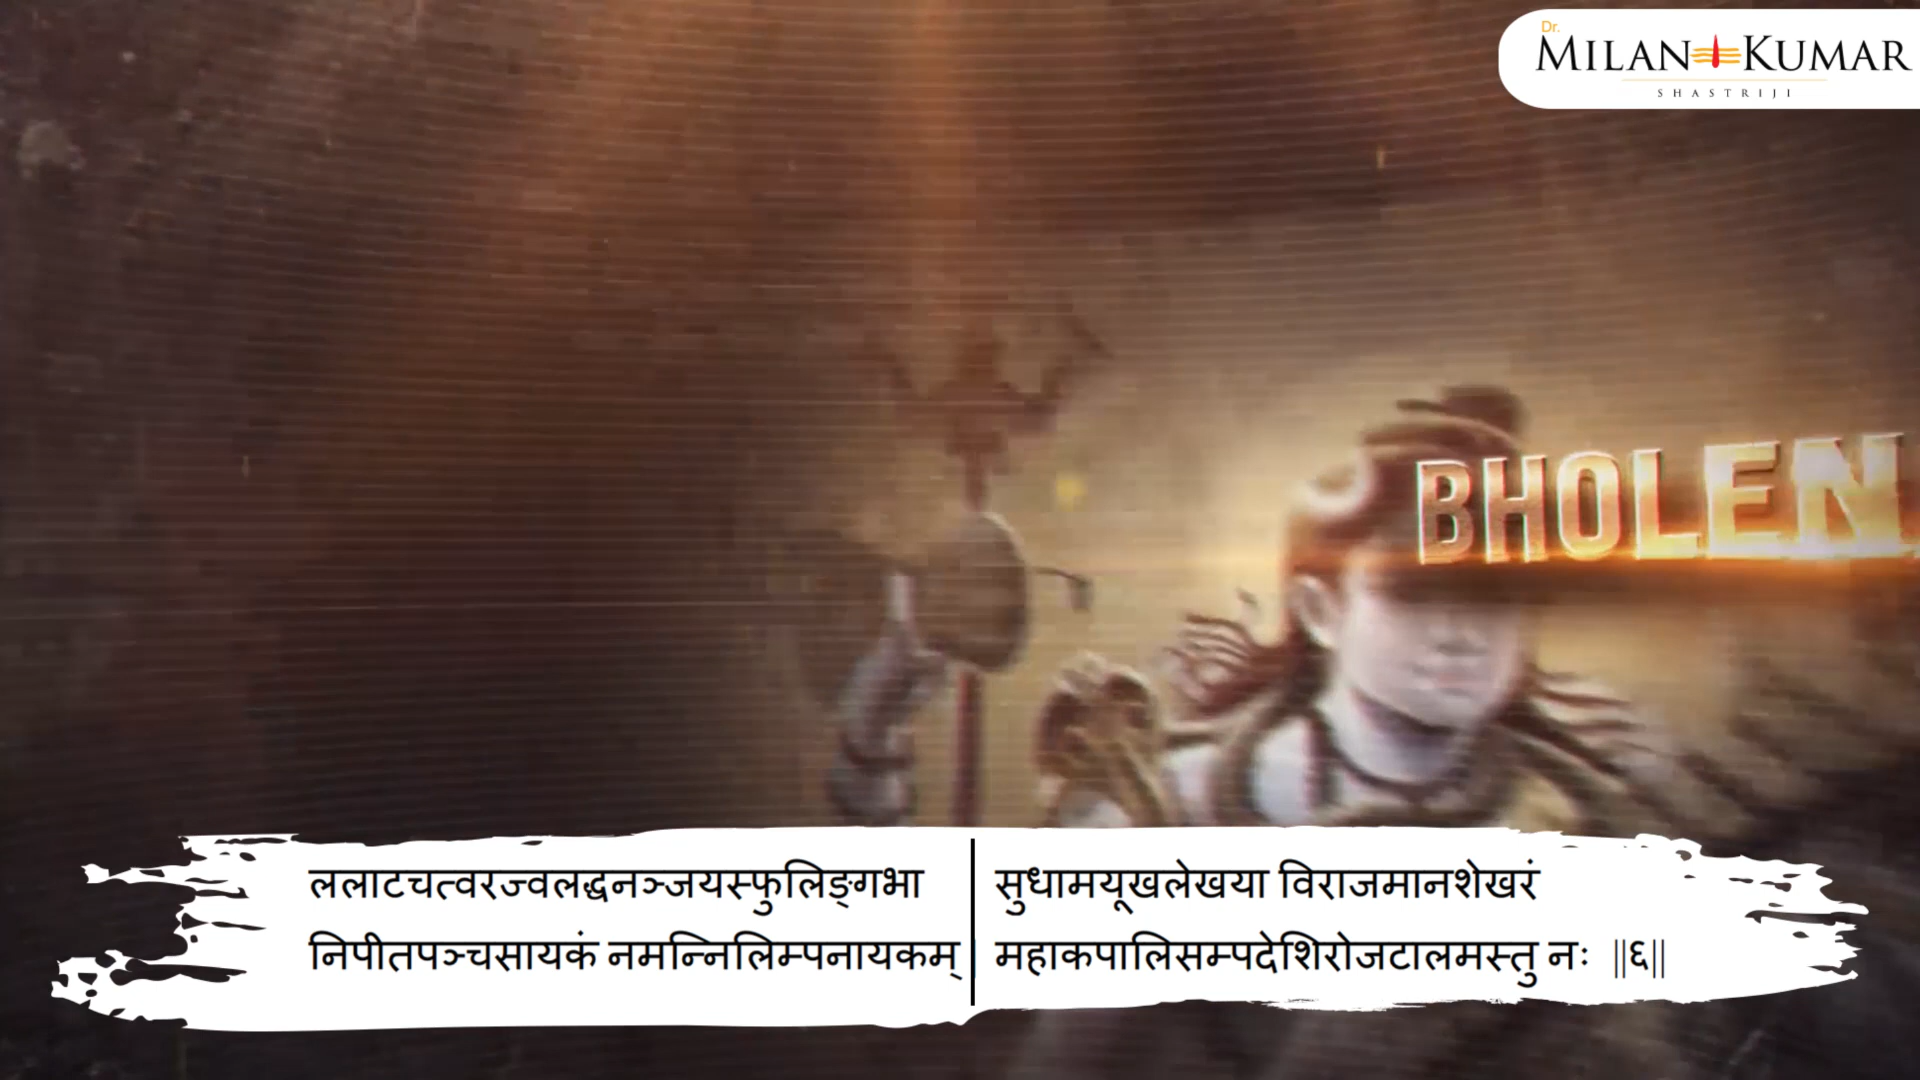 Dr.
MILAN KUMAR
SHASTRIJI
BHOLEN
ललाटचत्वरज्वलद्धनञ्जयस्फुलिङ्गभा
निपीतपञ्चसायकं नमन्निलिम्पनायकम्
सुधामयूखलेखया विराजमानशेखरं
महाकपालिसम्पदेशिरोजटालमस्तु नः ||६||